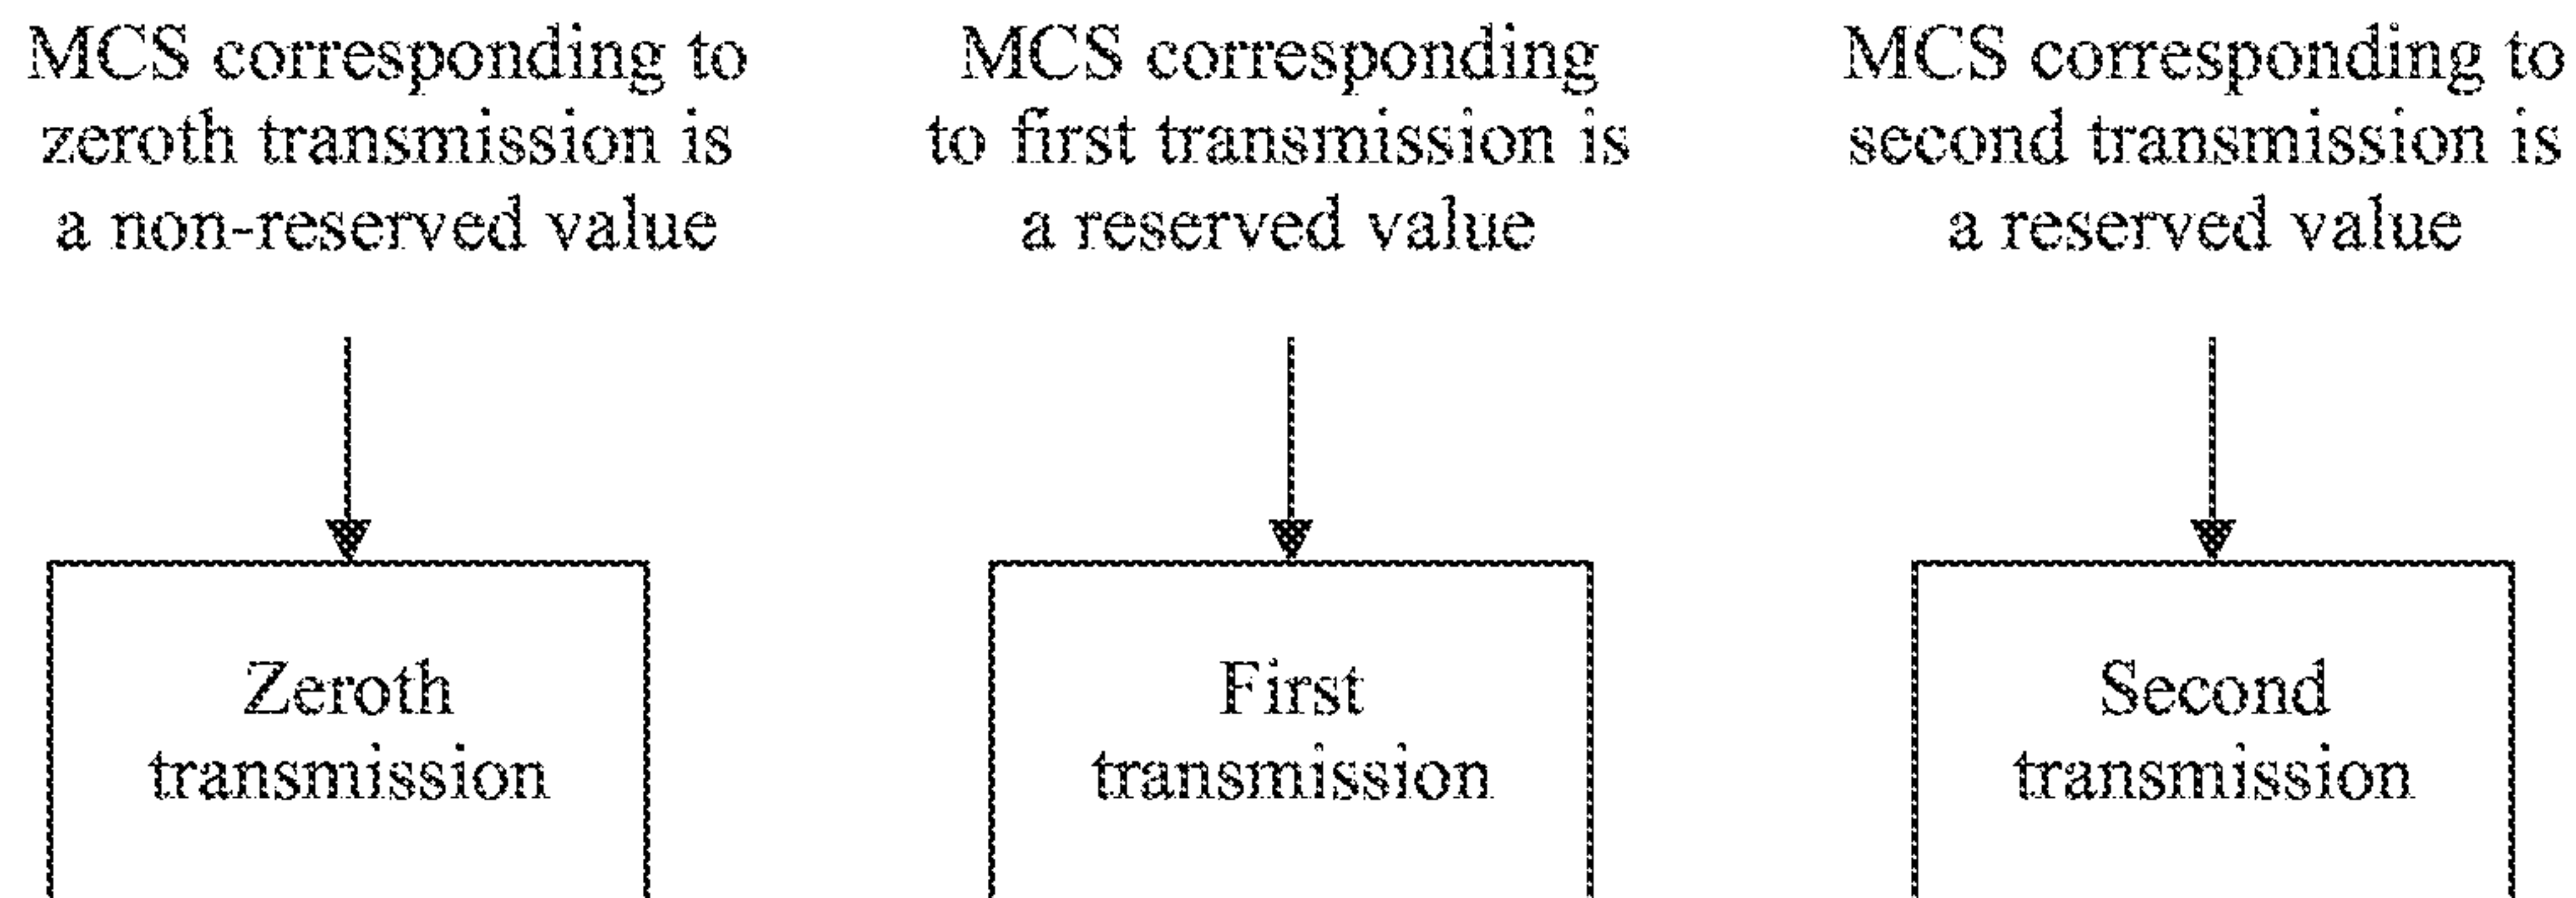 MCS corresponding to
zeroth transmission is
a non-reserved value
MCS corresponding
to first transmission is
a reserved value
MCS corresponding to
second transmission is
a reserved value
Zeroth
transmission
First
transmission
Second
transmission